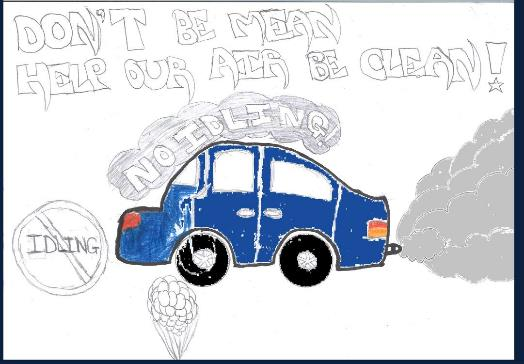 DON'T BE MEAN
HELP OUR AIR BE CLEAN!
NO IDLING
IDLING